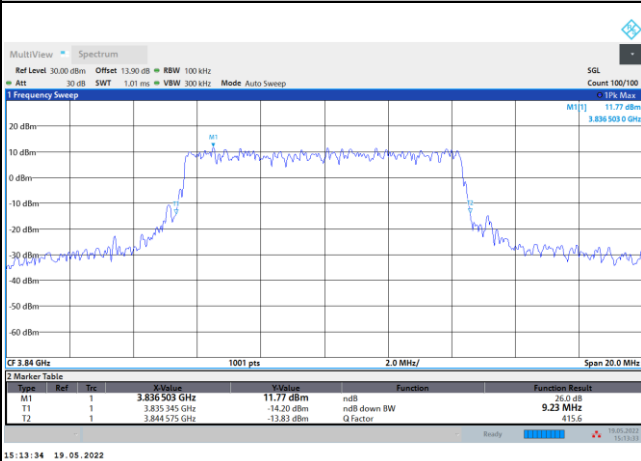 MultiView Spectrum
Ref Level 30.00 dBm Offset 13.90 dB RBW 100 kHz SGL
Att 30 dB SWT 1.01 ms VBW 300 kHz Mode Auto Sweep Count 100/100
1 Frequency Sweep 1Pk Max
M1[1] 11.77 dBm
3.836 503 0 GHz
20 dBm
M1
10 dBm
0 dBm
-10 dBm
T2
-20 dBm
-30 dBm
-40 dBm
-50 dBm
-60 dBm
CF 3.84 GHz 1001 pts 2.0 MHz/ Span 20.0 MHz
2 Marker Table
Type Ref Trc X-Value Y-Value Function Function Result
M1 1 3.836 503 GHz 11.77 dBm ndB 26.0 dB
T1 1 3.835 345 GHz -14.20 dBm ndB down BW 9.23 MHz
T2 1 3.844 575 GHz -13.83 dBm Q Factor 415.6
Ready 19.05.2022
15:13:33
15:13:34 19.05.2022